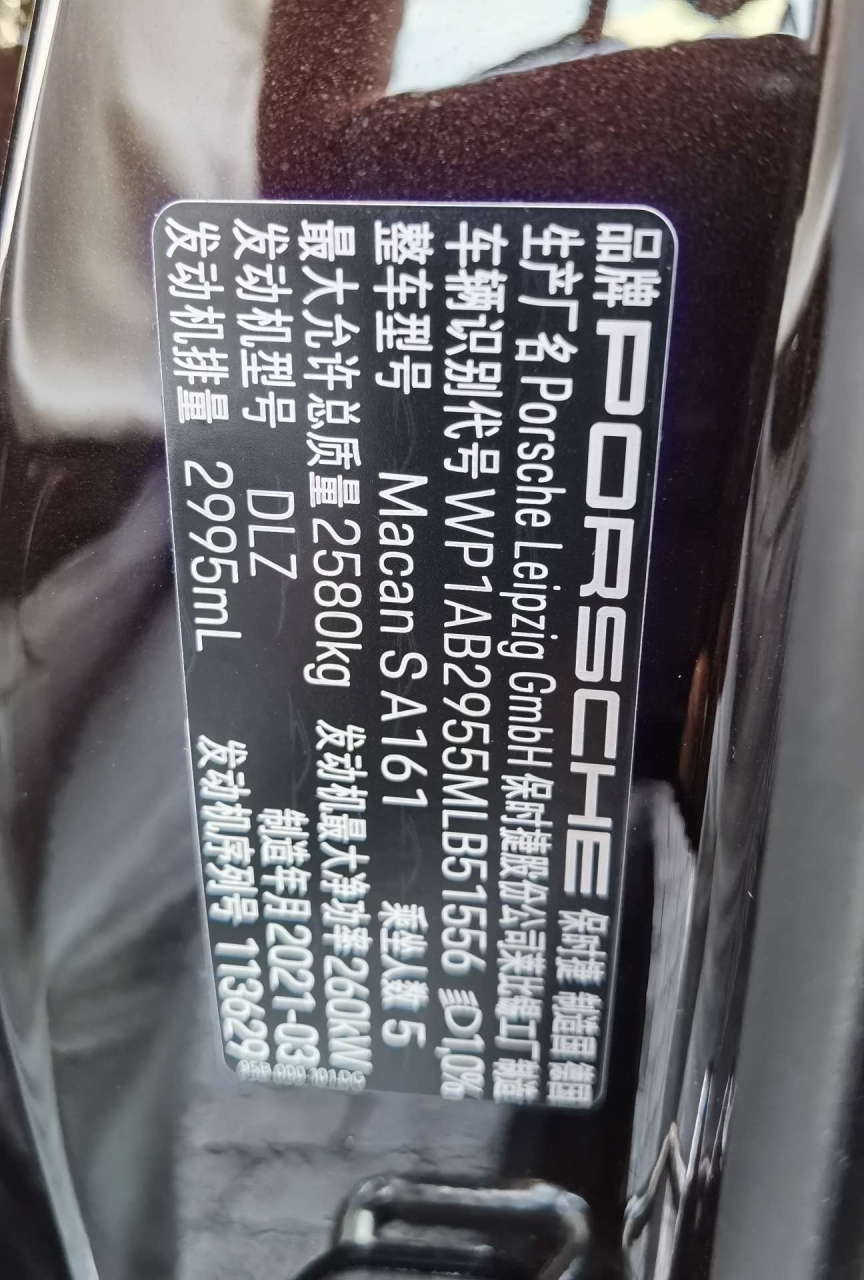 品牌 PORSCHE 保时捷 制造国 德国
生产厂名 Porsche Leipzig GmbH 保时捷股份公司莱比锡工厂 制造
车辆识别代号 WP1AB2955MLB51556 1,0%
整车型号 Macan S A161 乘坐人数 5
最大允许总质量 2580kg 发动机最大净功率 260kW
发动机型号 DLZ 制造年月 2021-03
发动机排量 2995mL 发动机序列号 113629